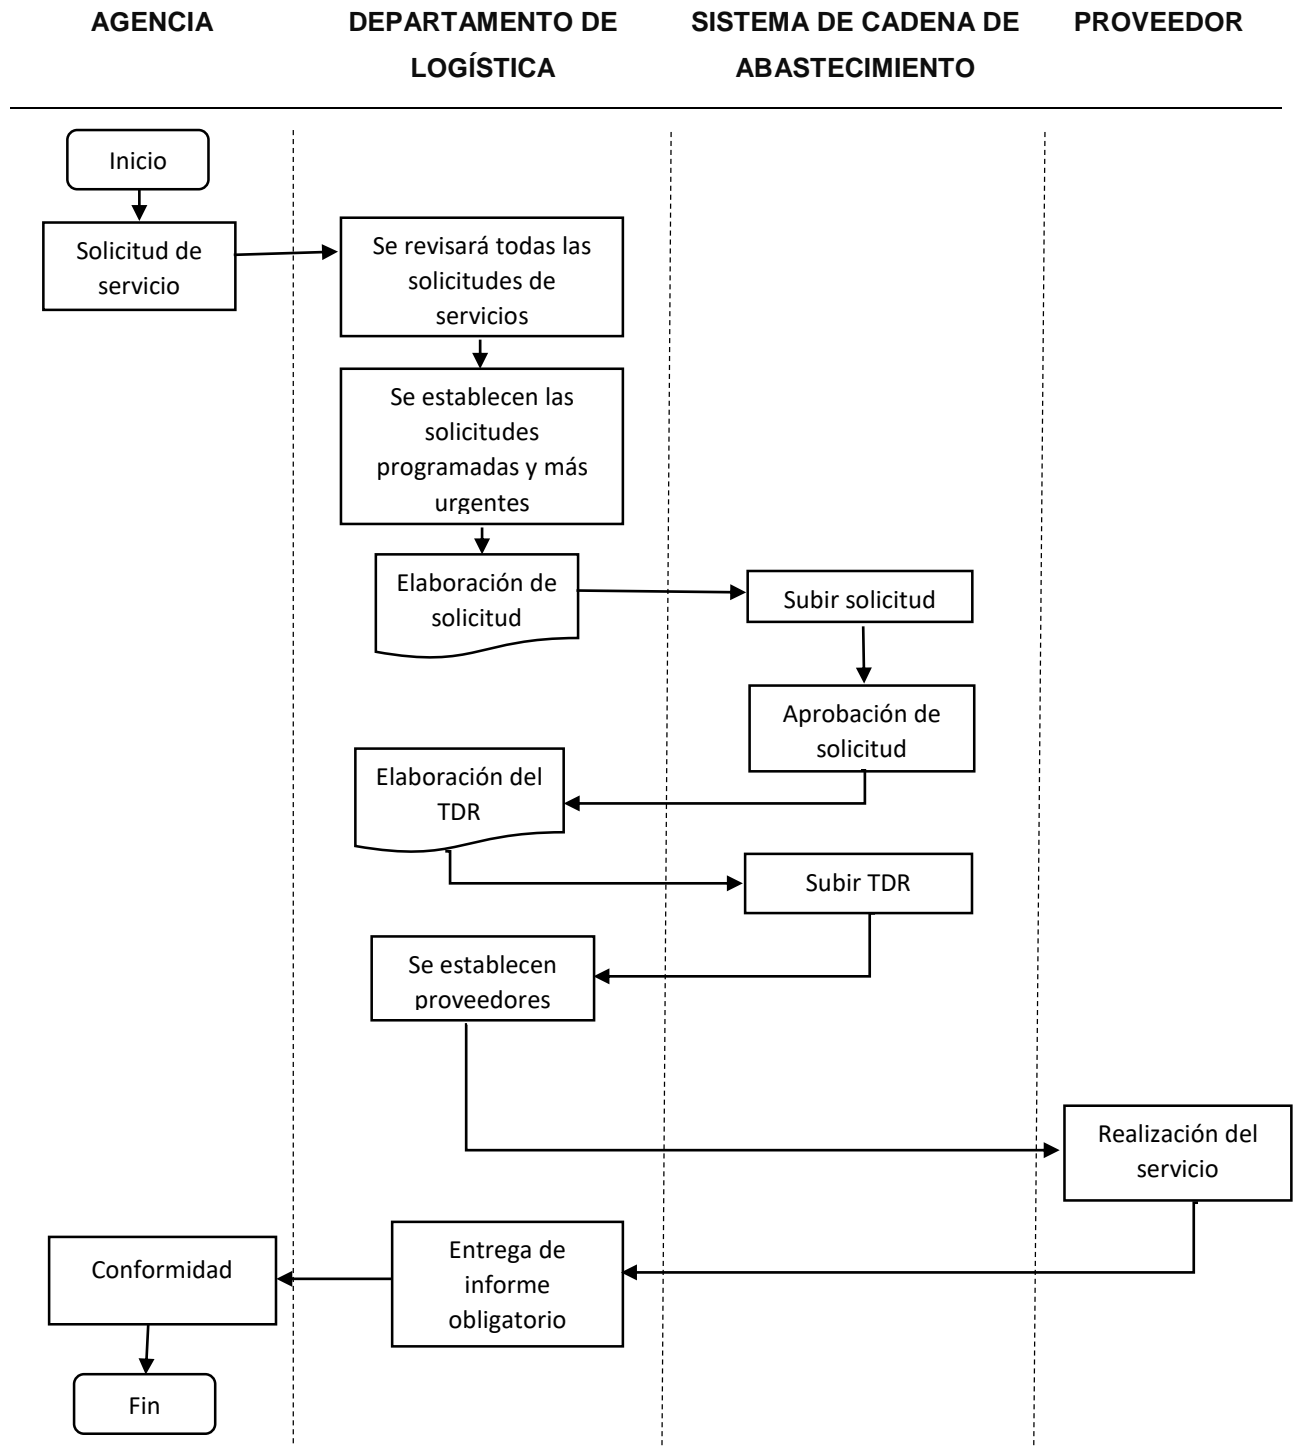 AGENCIA
DEPARTAMENTO DE
LOGÍSTICA
SISTEMA DE CADENA DE
ABASTECIMIENTO
PROVEEDOR
Inicio
Solicitud de
servicio
Se revisará todas las
solicitudes de
servicios
Se establecen las
solicitudes
programadas y más
urgentes
Elaboración de
solicitud
Subir solicitud
Aprobación de
solicitud
Elaboración del
TDR
Subir TDR
Se establecen
proveedores
Realización del
servicio
Entrega de
informe
obligatorio
Conformidad
Fin